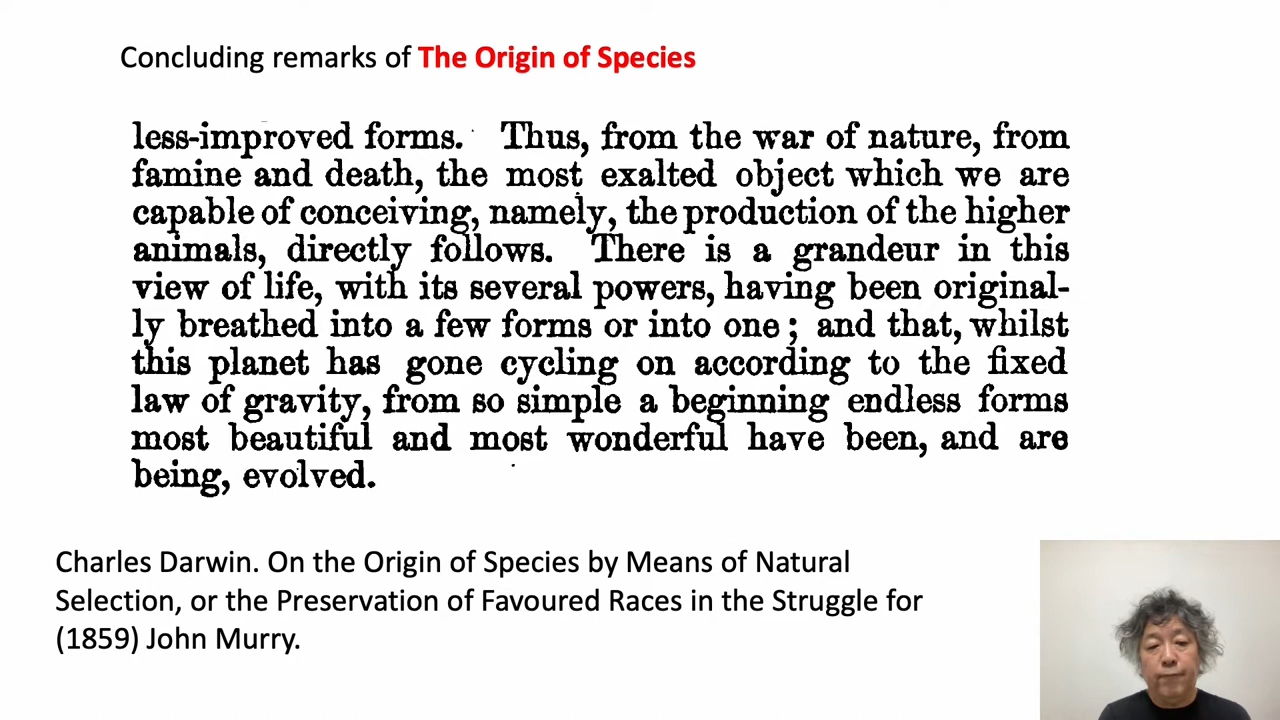 Concluding remarks of The Origin of Species
less-improved forms. Thus, from the war of nature, from
famine and death, the most exalted object which we are
capable of conceiving, namely, the production of the higher
animals, directly follows. There is a grandeur in this
view of life, with its several powers, having been original-
ly breathed into a few forms or into one; and that, whilst
this planet has gone cycling on according to the fixed
law of gravity, from so simple a beginning endless forms
most beautiful and most wonderful have been, and are
being, evolved.
Charles Darwin. On the Origin of Species by Means of Natural
Selection, or the Preservation of Favoured Races in the Struggle for
(1859) John Murry.